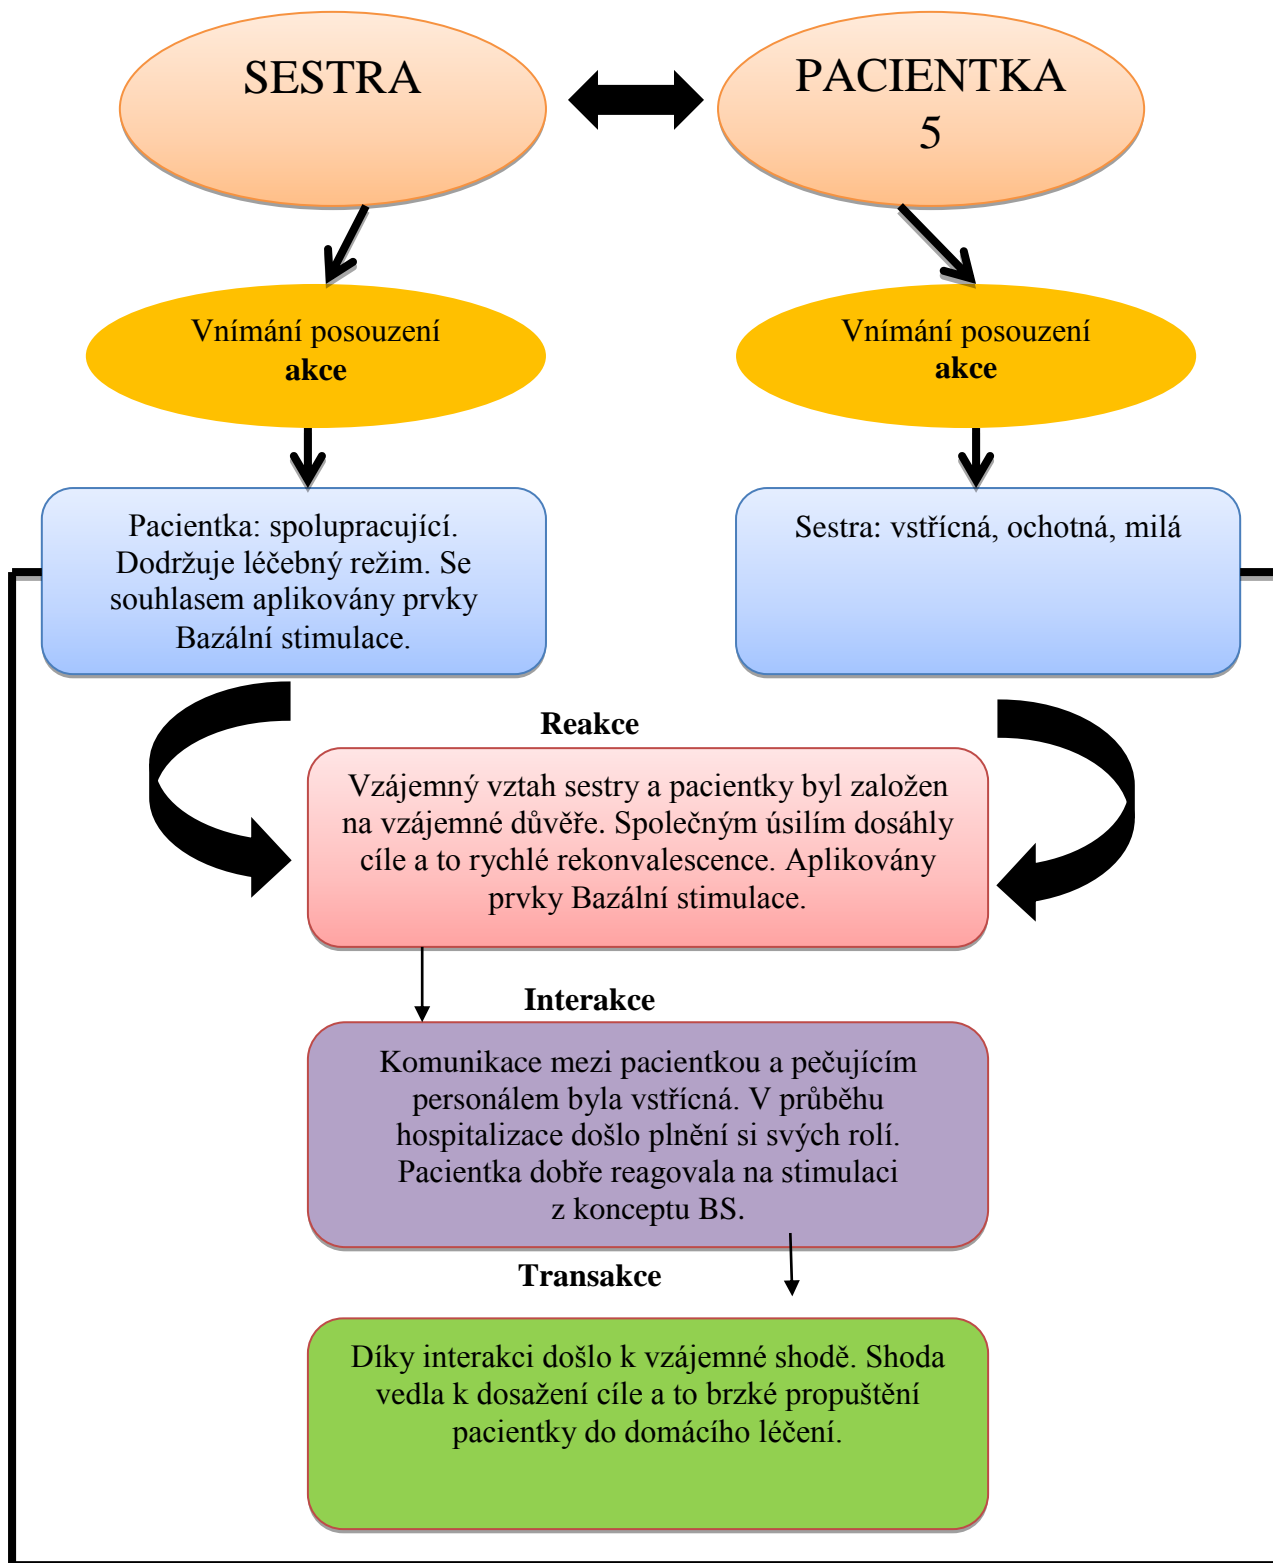 SESTRA
PACIENTKA
5
Vnímání posouzení
akce
Vnímání posouzení
akce
Pacientka: spolupracující.
Dodržuje léčebný režim. Se
souhlasem aplikovány prvky
Bazální stimulace.
Sestra: vstřícná, ochotná, milá
Reakce
Vzájemný vztah sestry a pacientky byl založen
na vzájemné důvěře. Společným úsilím dosáhly
cíle a to rychlé rekonvalescence. Aplikovány
prvky Bazální stimulace.
Interakce
Komunikace mezi pacientkou a pečujícím
personálem byla vstřícná. V průběhu
hospitalizace došlo plnění si svých rolí.
Pacientka dobře reagovala na stimulaci
z konceptu BS.
Transakce
Díky interakci došlo k vzájemné shodě. Shoda
vedla k dosažení cíle a to brzké propuštění
pacientky do domácího léčení.